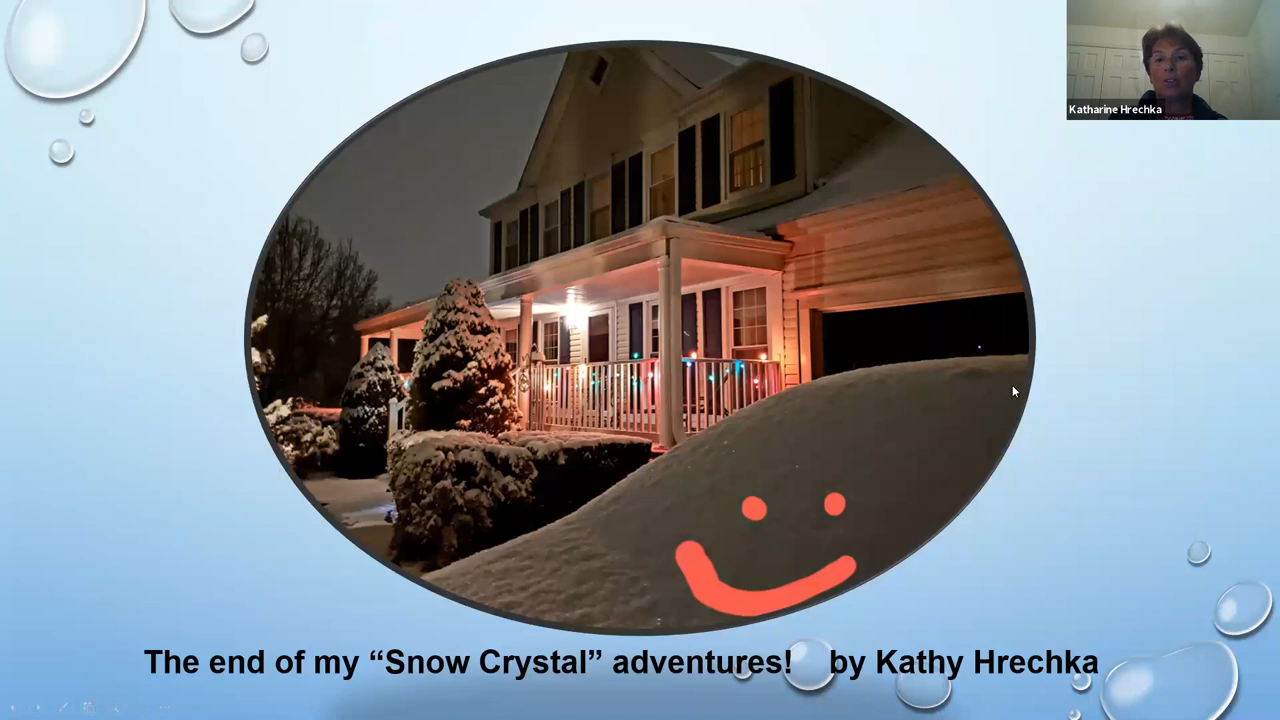 Katharine Hrechka
The end of my “Snow Crystal” adventures! by Kathy Hrechka